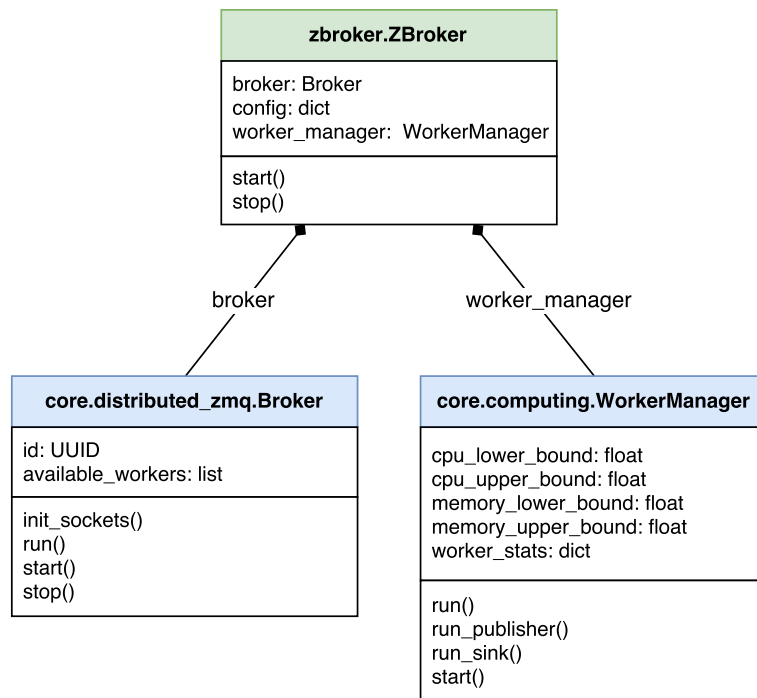 zbroker.ZBroker
broker: Broker
config: dict
worker_manager:  WorkerManager
start()
stop()
broker
worker_manager
core.distributed_zmq.Broker
id: UUID
available_workers: list
init_sockets()
run()
start()
stop()
core.computing.WorkerManager
cpu_lower_bound: float
cpu_upper_bound: float
memory_lower_bound: float
memory_upper_bound: float
worker_stats: dict
run()
run_publisher()
run_sink()
start()